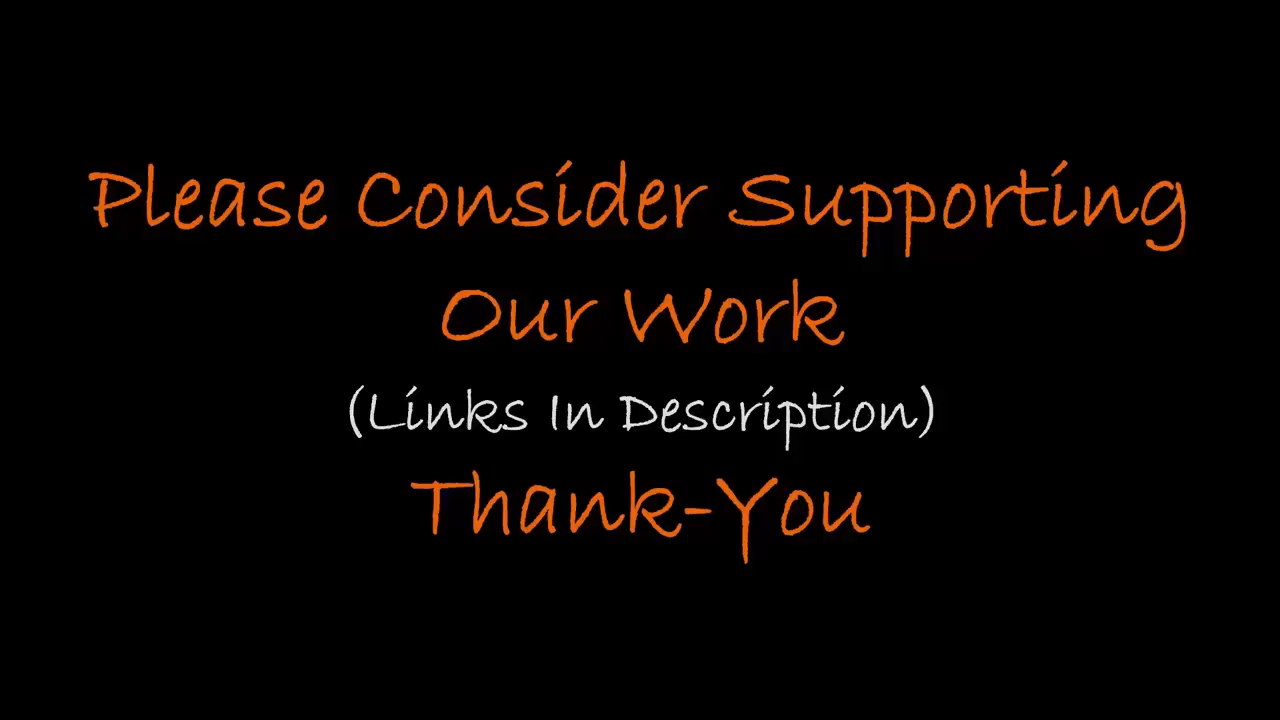 Please Consider Supporting
Our Work
(Links In Description)
Thank-You